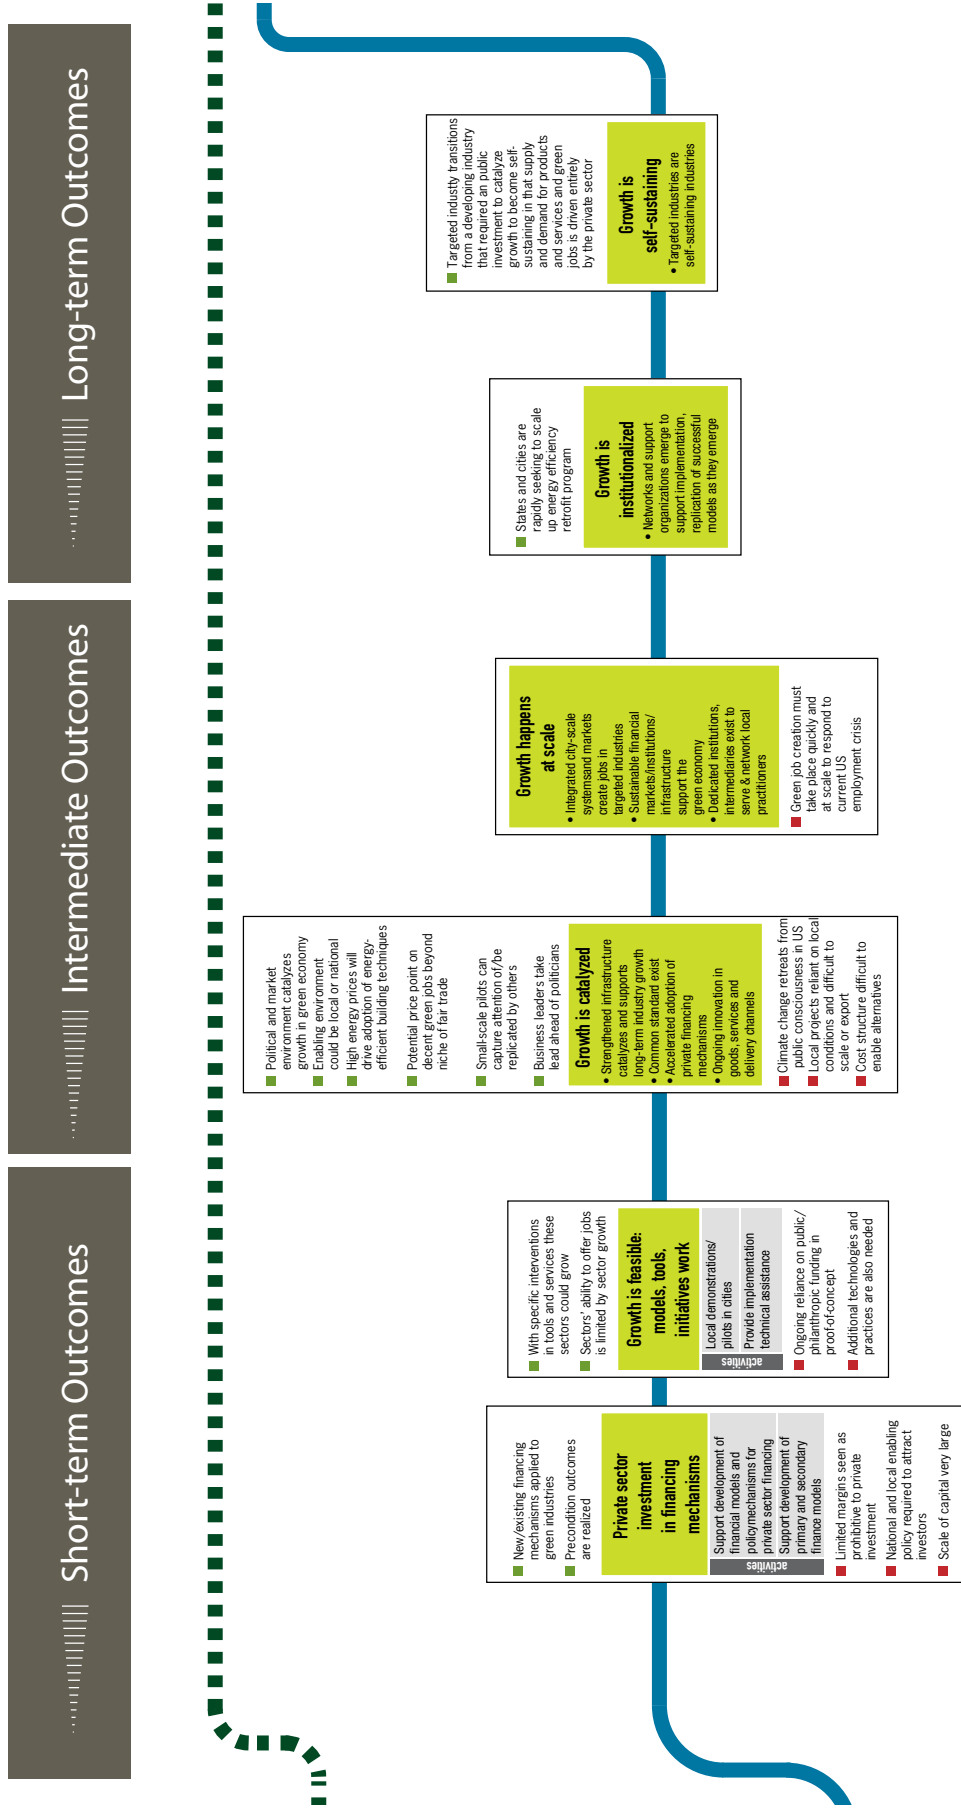 Short-term Outcomes
Intermediate Outcomes
Long-term Outcomes
New/existing financing
mechanisms applied to
green industries
Precondition outcomes
are realized
Private sector
investment
in financing
mechanisms
activities
Support development of
financial models and
policymechanisms for
private sector financing
Support development of
primary and secondary
finance models
Limited margins seen as
prohibitive to private
investment
National and local enabling
policy required to attract
investors
Scale of capital very large
With specific interventions
in tools and services these
sectors could grow
Sectors' ability to offer jobs
is limited by sector growth
Growth is feasible:
models, tools,
initiatives work
activities
Local demonstrations/
pilots in cities
Provide implementation
technical assistance
Ongoing reliance on public/
philanthropic funding in
proof-of-concept
Additional technologies and
practices are also needed
Political and market
environment catalyzes
growth in green economy
Enabling environment
could be local or national
High energy prices will
drive adoption of energy-
efficient building techniques
Potential price point on
decent green jobs beyond
niche of fair trade
Small-scale pilots can
capture attention of/be
replicated by others
Business leaders take
lead ahead of politicians
Growth is catalyzed
• Strengthened infrastructure
catalyzes and supports
long-term industry growth
• Common standard exist
• Accelerated adoption of
private financing
mechanisms
• Ongoing innovation in
goods, services and
delivery channels
Climate change retreats from
public consciousness in US
Local projects reliant on local
conditions and difficult to
scale or export
Cost structure difficult to
enable alternatives
Growth happens
at scale
• Integrated city-scale
systemsand markets
create jobs in
targeted industries
• Sustainable financial
markets/institutions/
infrastructure
support the
green economy
• Dedicated institutions,
intermediaries exist to
serve & network local
practitioners
Green job creation must
take place quickly and
at scale to respond to
current US
employment crisis
States and cities are
rapidly seeking to scale
up energy efficiency
retrofit program
Growth is
institutionalized
• Networks and support
organizations emerge to
support implementation,
replication of successful
models as they emerge
Targeted industty transitions
from a developing industry
that required an public
investment to catalyze
growth to become self-
sustaining in that supply
and demand for products
and services and green
jobs is driven entirely
by the private sector
Growth is
self-sustaining
• Targeted industries are
self-sustaining industries